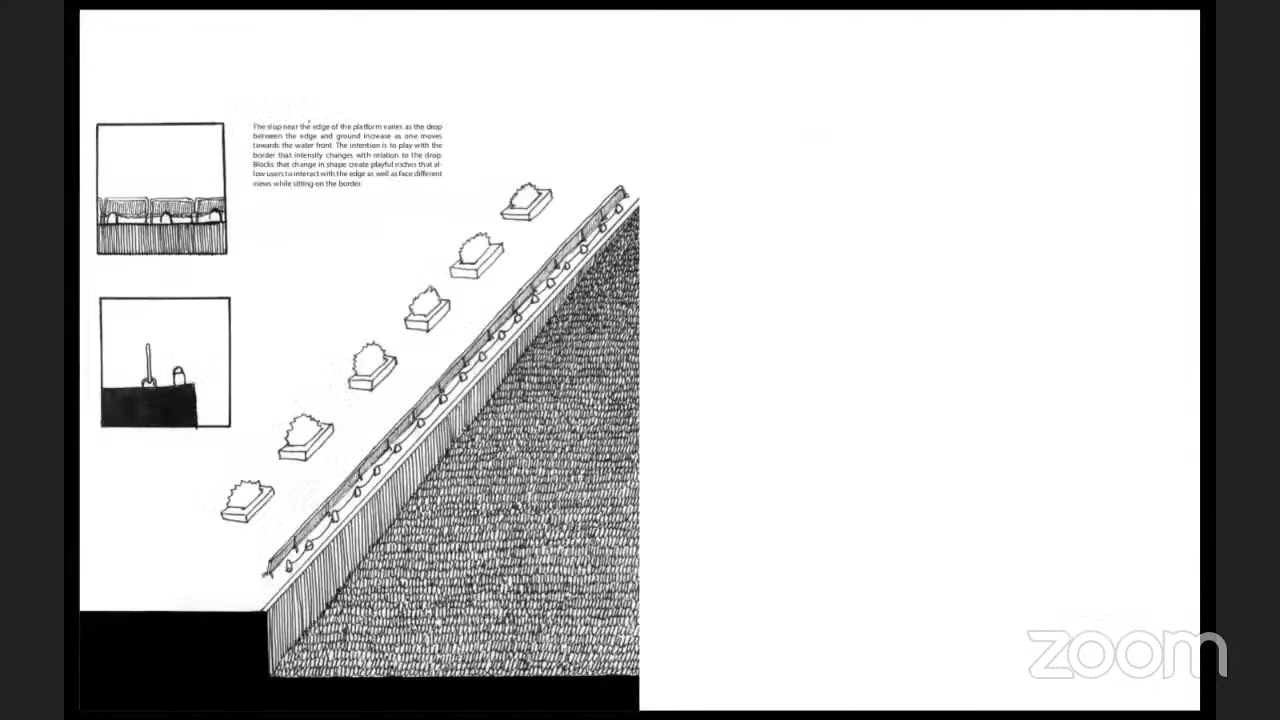 The slop near the edge of the platform varies as the drop
between the edge and ground increase as one moves
towards the water front. The intention is to play with the
border that intensity changes with relation to the drop.
Blocks that change in shape create playful niches that al-
low users to interact with the edge as well as face different
views while sitting on the border.
zoom